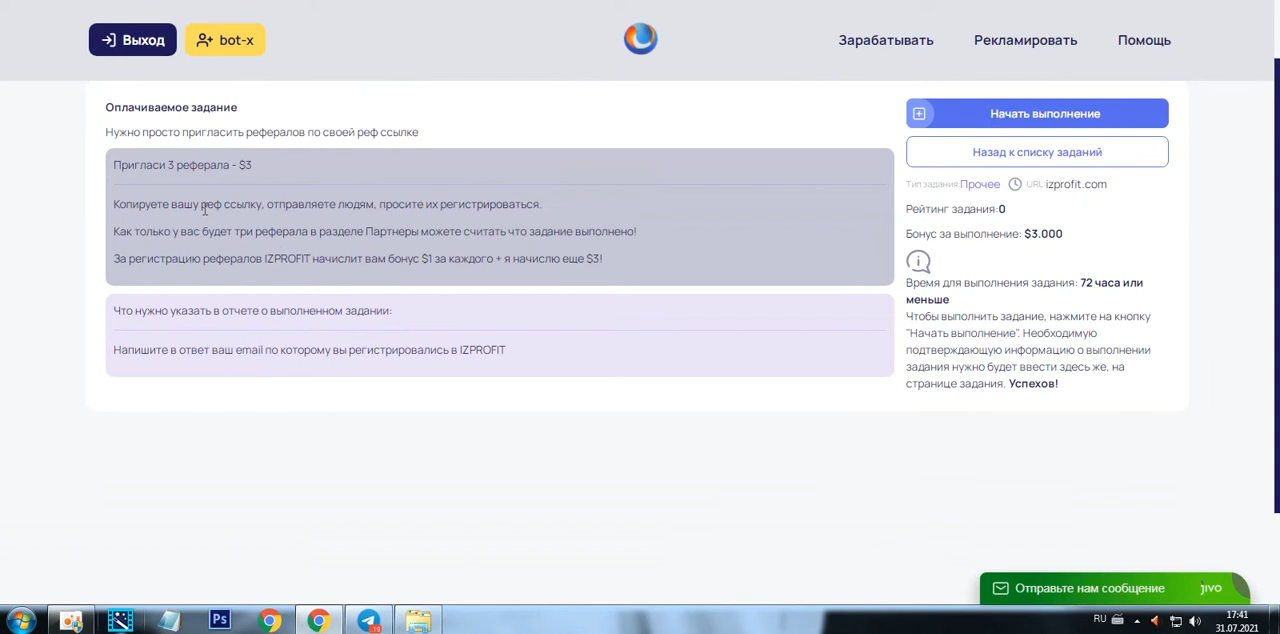 Выход
bot-x
Зарабатывать
Рекламировать
Помощь
Оплачиваемое задание
Нужно просто пригласить рефералов по своей реф ссылке
Пригласи 3 реферала - $3
Копируете вашу реф ссылку, отправляете людям, просите их регистрироваться.
Как только у вас будет три реферала в разделе Партнеры можете считать что задание выполнено!
За регистрацию рефералов IZPROFIT начислит вам бонус $1 за каждого + я начислю еще $3!
Что нужно указать в отчете о выполненном задании:
Напишите в ответ ваш email по которому вы регистрировались в IZPROFIT
Начать выполнение
Назад к списку заданий
Тип задания:Прочее URL:izprofit.com
Рейтинг задания:0
Бонус за выполнение: $3.000
Время для выполнения задания: 72 часа или
меньше
Чтобы выполнить задание, нажмите на кнопку
"Начать выполнение". Необходимую
подтверждающую информацию о выполнении
задания нужно будет ввести здесь же, на
странице задания. Успехов!
Отправьте нам сообщение jivo
Ps
19
RU
17:41
31.07.2021